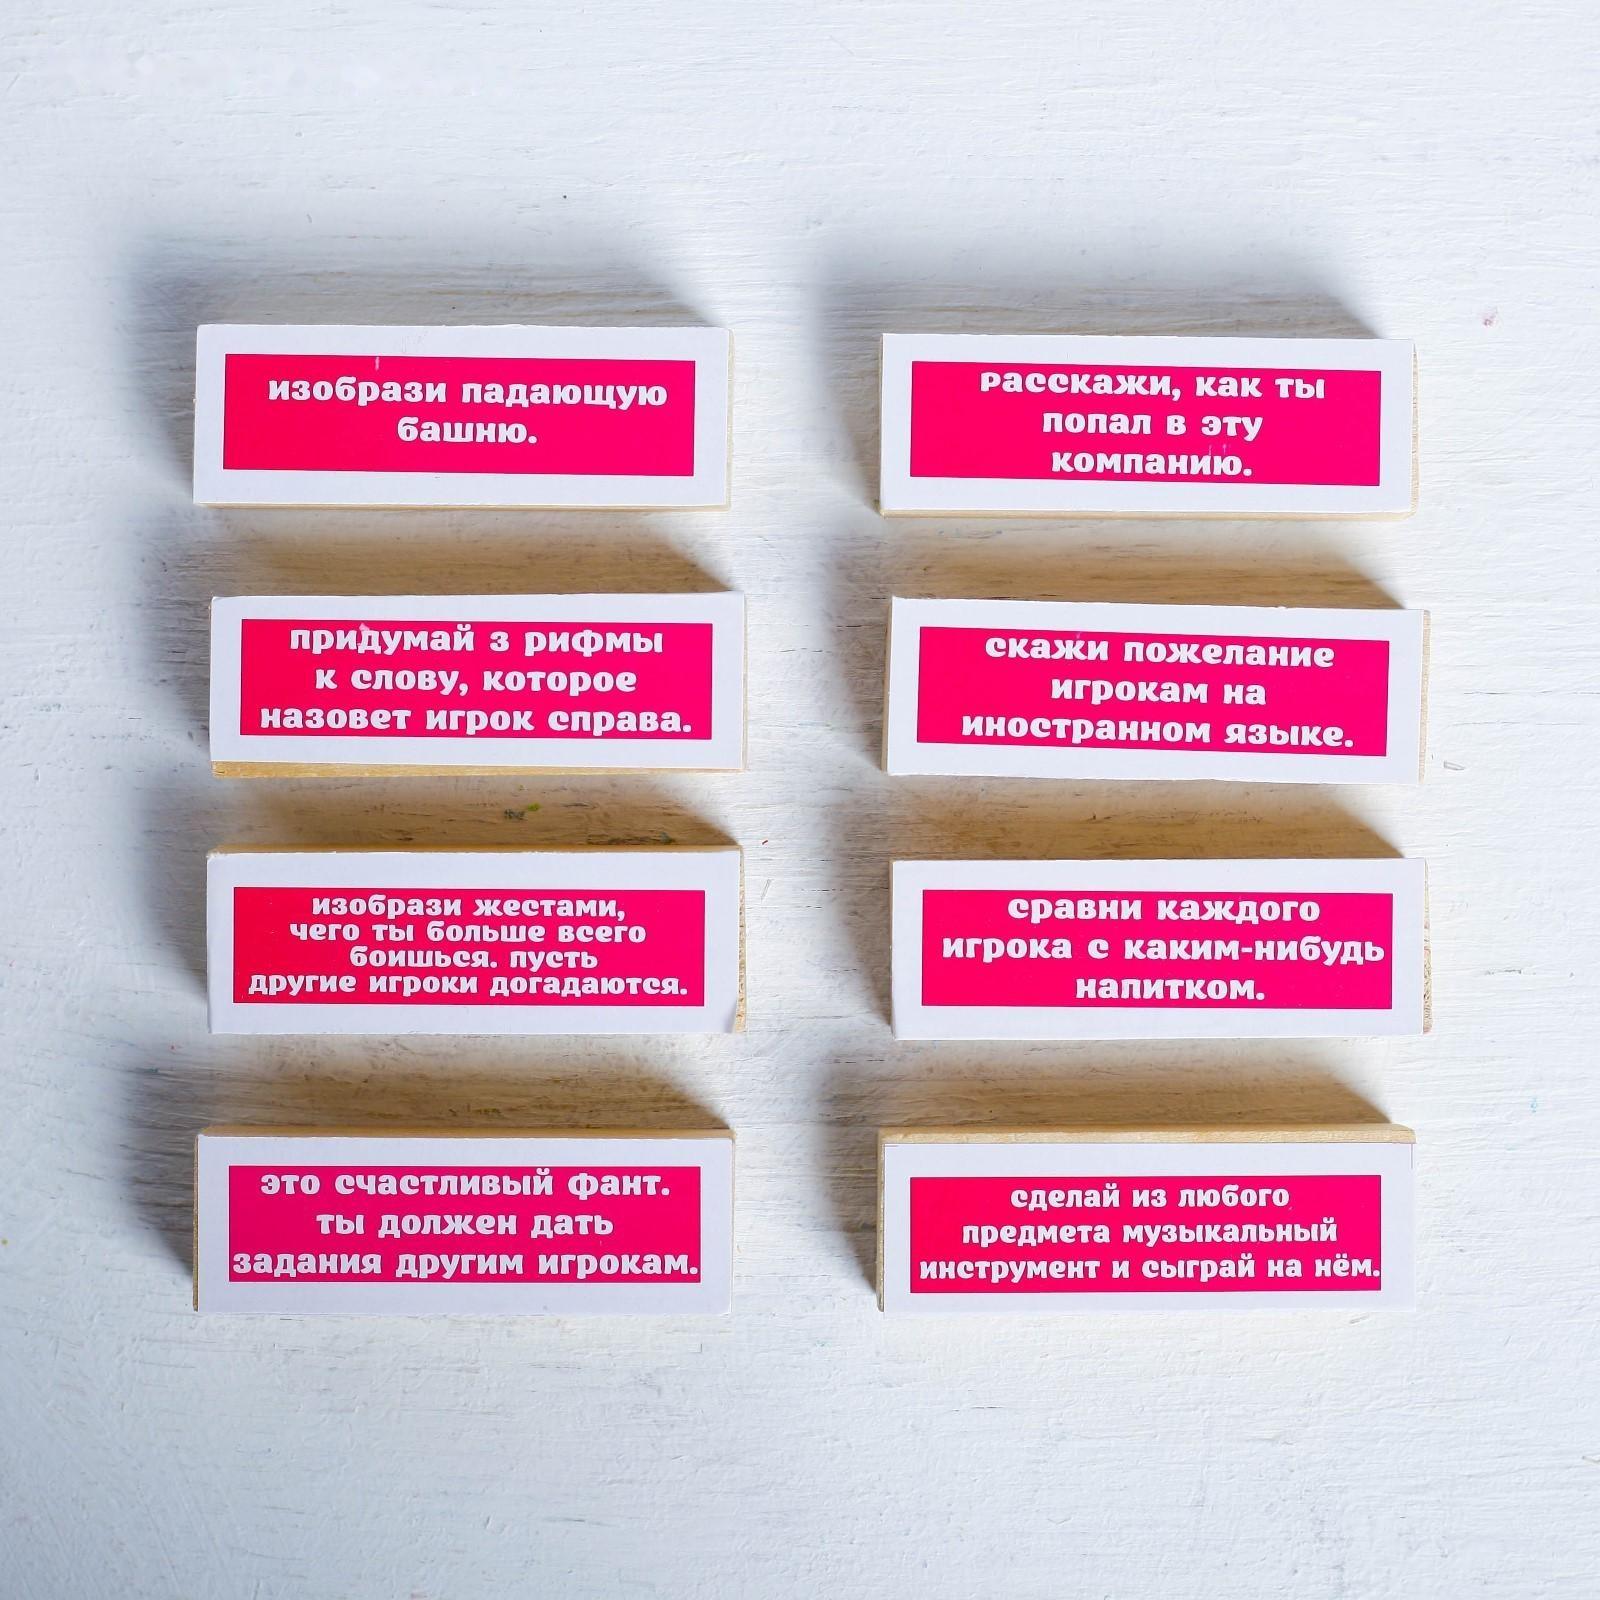 изобрази падающую
башню.
расскажи, как ты
попал в эту
компанию.
придумай 3 рифмы
к слову, которое
назовет игрок справа.
скажи пожелание
игрокам на
иностранном языке.
изобрази жестами,
чего ты больше всего
боишься. пусть
другие игроки догадаются.
сравни каждого
игрока с каким-нибудь
напитком.
это счастливый фант.
ты должен дать
задания другим игрокам.
сделай из любого
предмета музыкальный
инструмент и сыграй на нём.